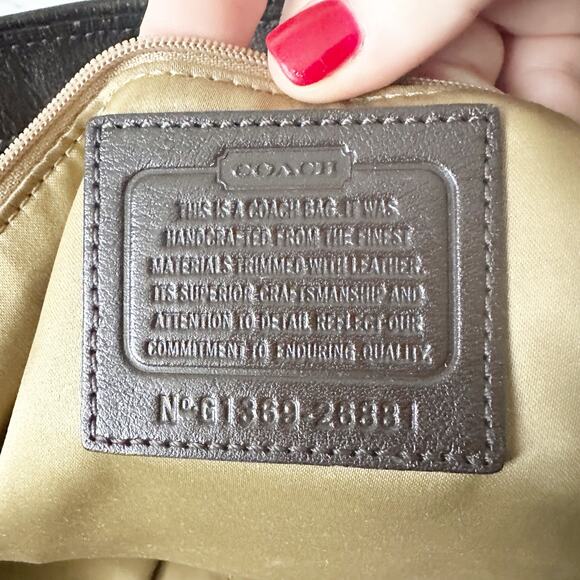 COACH
THIS IS A COACH BAG. IT WAS
HANDCRAFTED FROM THE FINEST
MATERIALS TRIMMED WITH LEATHER.
ITS SUPERIOR CRAFTSMANSHIP AND
ATTENTION TO DETAIL REFLECT OUR
COMMITMENT TO ENDURING QUALITY.
Nº G1369-26831